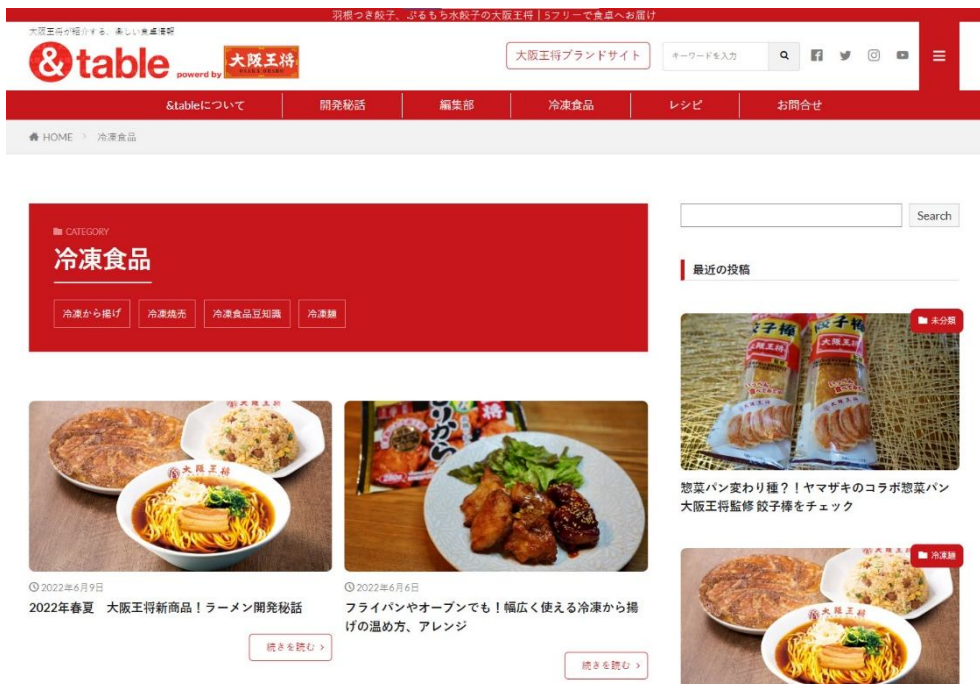 羽根つき餃子、ぷるもち水餃子の大阪王将｜5フリーで食卓へお届け
大阪王将が紹介する、楽しい食卓情報
&table powerd by 大阪王将
大阪王将ブランドサイト
キーワードを入力
&tableについて
開発秘話
編集部
冷凍食品
レシピ
お問合せ
HOME > 冷凍食品
CATEGORY
冷凍食品
冷凍から揚げ
冷凍焼売
冷凍食品豆知識
冷凍麺
大阪王将
2022年6月9日
2022年春夏　大阪王将新商品！ラーメン開発秘話
続きを読む >
2022年6月6日
フライパンやオーブンでも！幅広く使える冷凍から揚
げの温め方、アレンジ
続きを読む >
Search
最近の投稿
未分類
餃子棒
大阪王将
惣菜パン変わり種？！ヤマザキのコラボ惣菜パン
大阪王将監修 餃子棒をチェック
冷凍麺
大阪王将